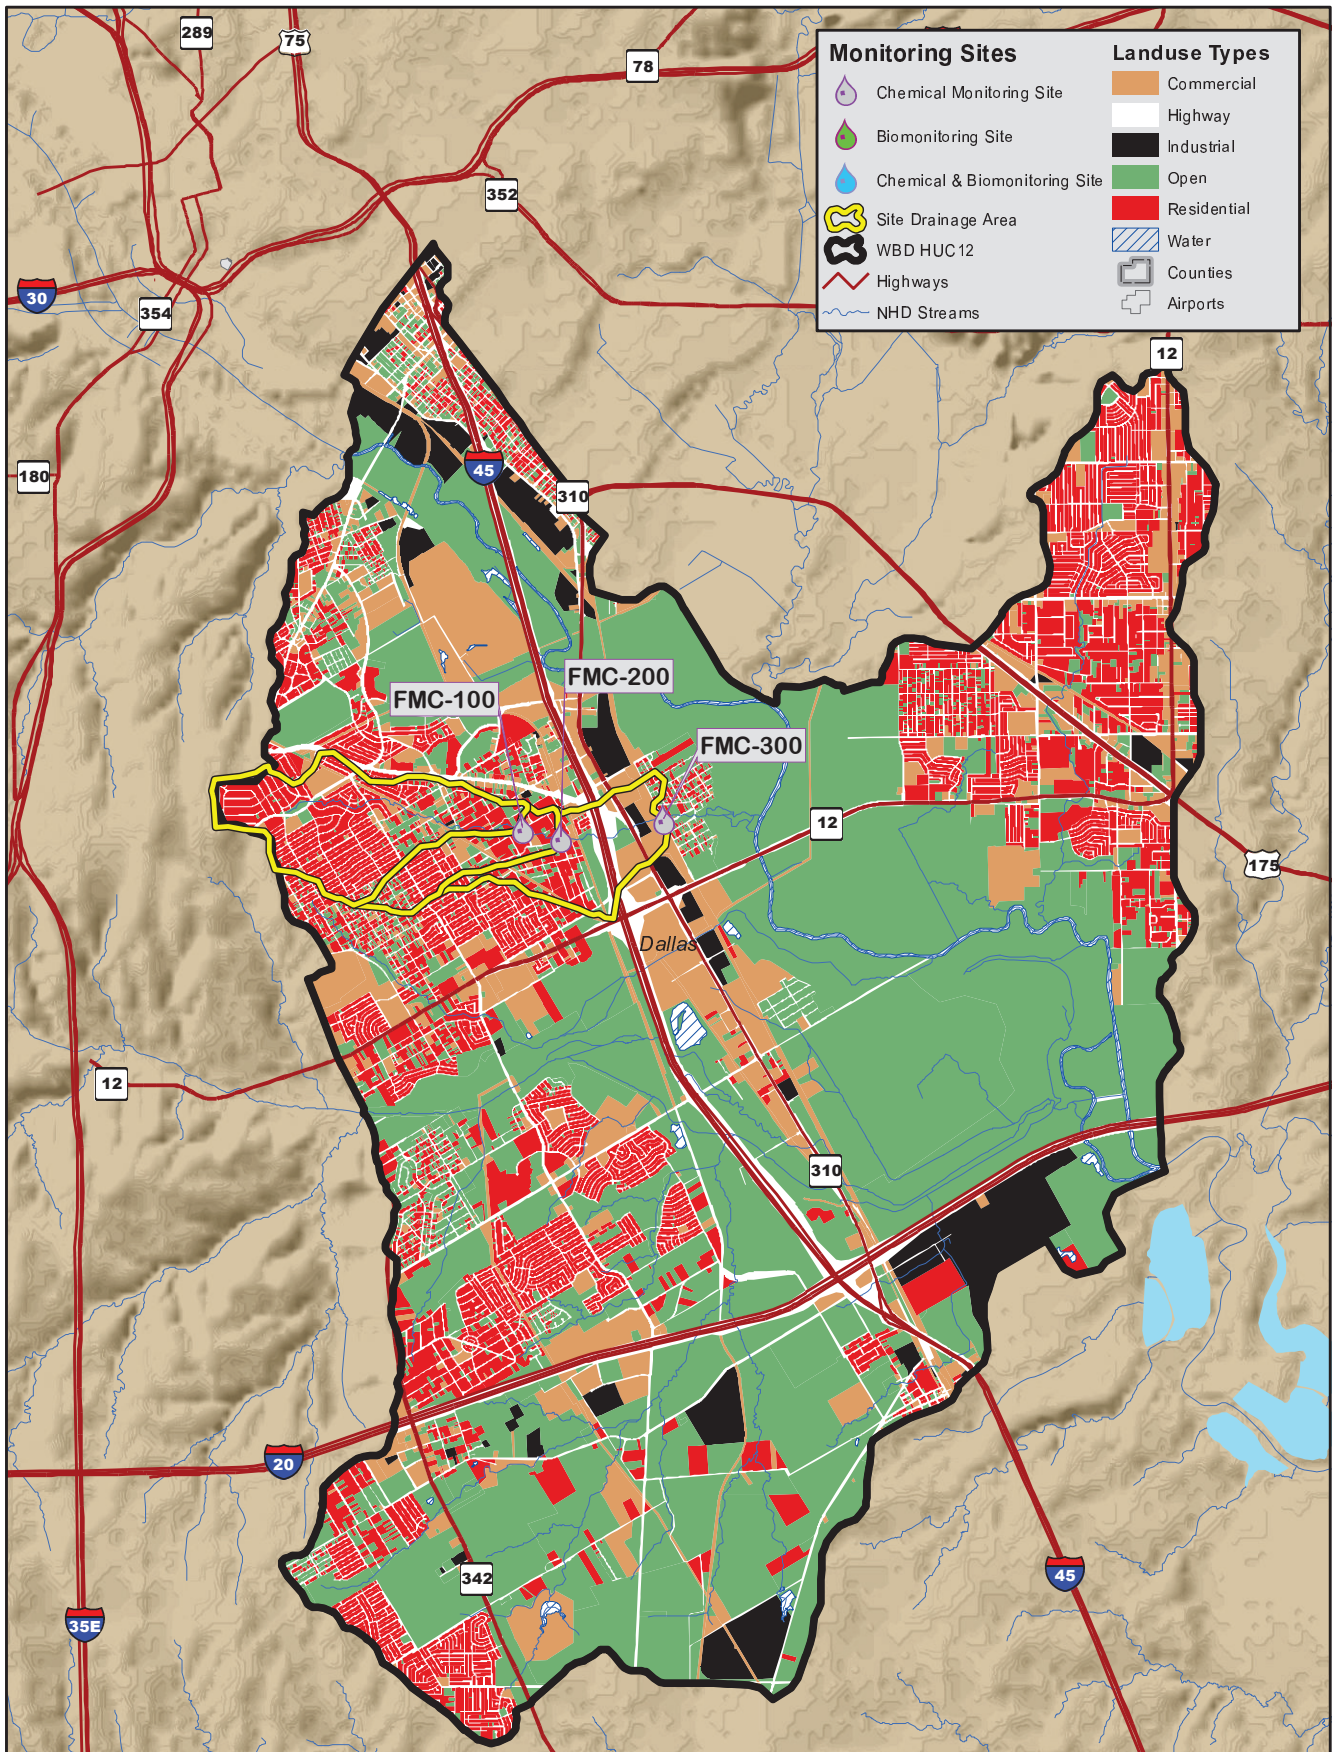 289
75
78
Monitoring Sites
Chemical Monitoring Site
Biomonitoring Site
Chemical & Biomonitoring Site
Site Drainage Area
WBD HUC12
Highways
NHD Streams
Landuse Types
Commercial
Highway
Industrial
Open
Residential
Water
Counties
Airports
352
30
354
12
180
45
310
FMC-200
FMC-100
FMC-300
12
175
Dallas
12
310
20
342
45
35E